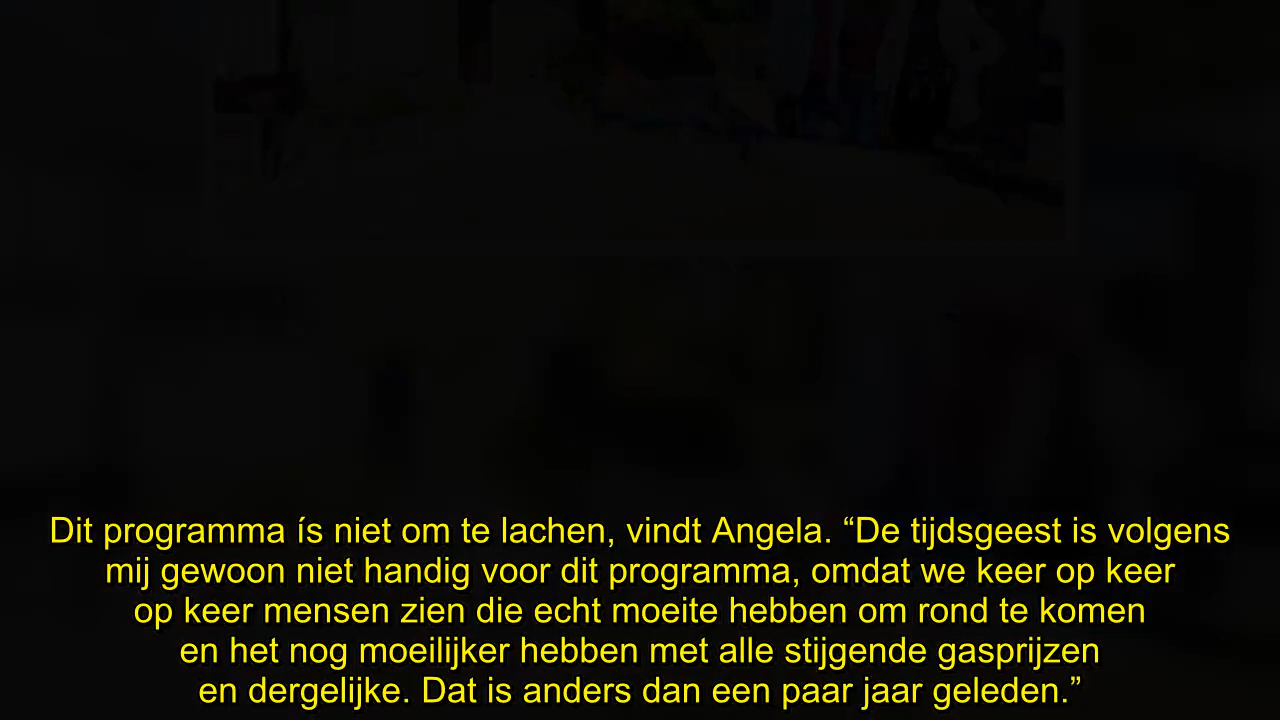 Dit programma ís niet om te lachen, vindt Angela. “De tijdsgeest is volgens
mij gewoon niet handig voor dit programma, omdat we keer op keer
op keer mensen zien die echt moeite hebben om rond te komen
en het nog moeilijker hebben met alle stijgende gasprijzen
en dergelijke. Dat is anders dan een paar jaar geleden.”